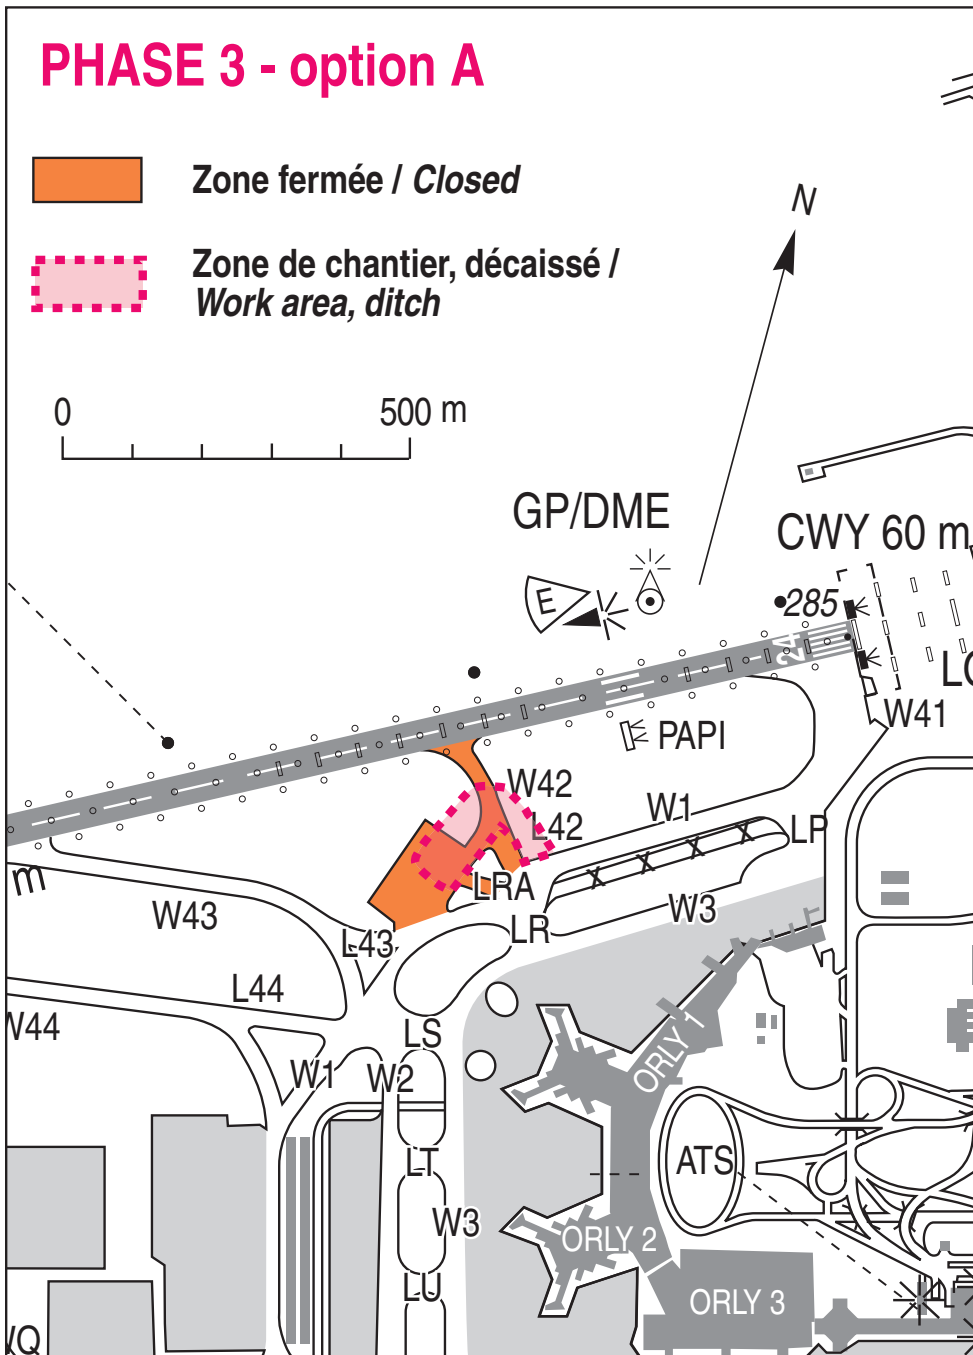 PHASE 3 - option A
Zone fermée / Closed
Zone de chantier, décaissé /
Work area, ditch
N
0 500 m
GP/DME
CWY 60 m
E
285
24
W41
PAPI
W42
W1
L42
LP
m
LRA
W43
W3
L43
LR
L44
W44
LS
ORLY 1
W1
W2
LT
ATS
W3
ORLY 2
LU
ORLY 3